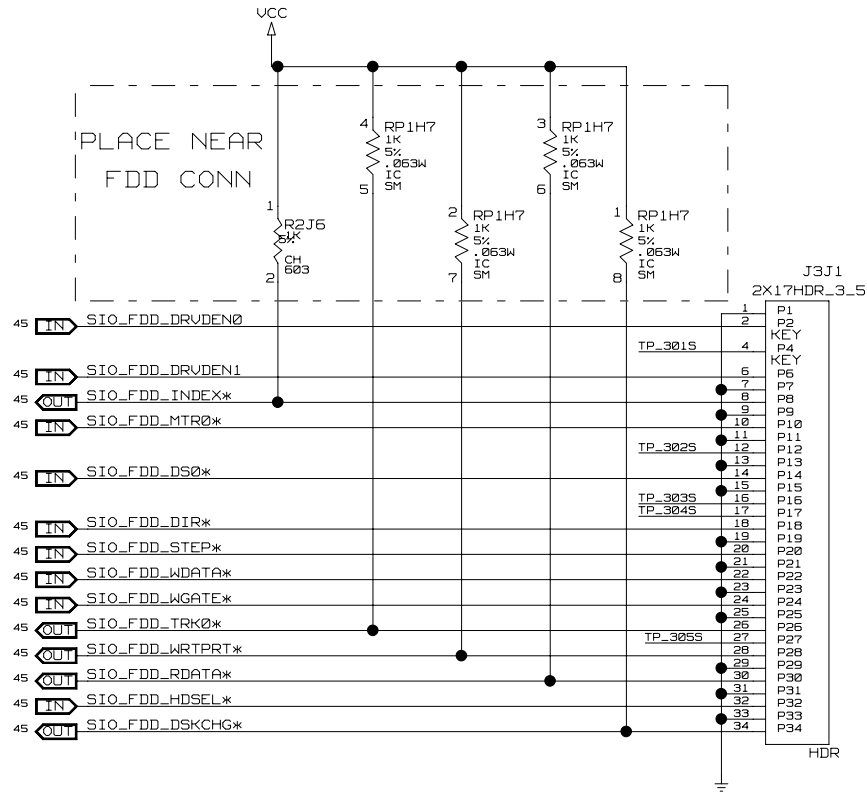 VCC
PLACE NEAR
FDD CONN
4 RP1H7
1K
5%
.063W
IC
SM
5
3 RP1H7
1K
5%
.063W
IC
SM
6
1 R2J6
1K
5%
CH
603
2
2 RP1H7
1K
5%
.063W
IC
SM
7
1 RP1H7
1K
5%
.063W
IC
SM
8
J3J1
2X17HDR_3_5
45 IN SIO_FDD_DRVDEN0
45 IN SIO_FDD_DRVDEN1
45 OUT SIO_FDD_INDEX*
45 IN SIO_FDD_MTR0*
45 IN SIO_FDD_DS0*
45 IN SIO_FDD_DIR*
45 IN SIO_FDD_STEP*
45 IN SIO_FDD_WDATA*
45 IN SIO_FDD_WGATE*
45 OUT SIO_FDD_TRK0*
45 OUT SIO_FDD_WRTPRT*
45 OUT SIO_FDD_RDATA*
45 IN SIO_FDD_HDSEL*
45 OUT SIO_FDD_DSKCHG*
1 P1
2 P2
KEY
TP_301S 4 P4
KEY
6 P6
7 P7
8 P8
9 P9
10 P10
11 P11
TP_302S 12 P12
13 P13
14 P14
15 P15
TP_303S 16 P16
TP_304S 17 P17
18 P18
19 P19
20 P20
21 P21
22 P22
23 P23
24 P24
25 P25
26 P26
TP_305S 27 P27
28 P28
29 P29
30 P30
31 P31
32 P32
33 P33
34 P34
HDR